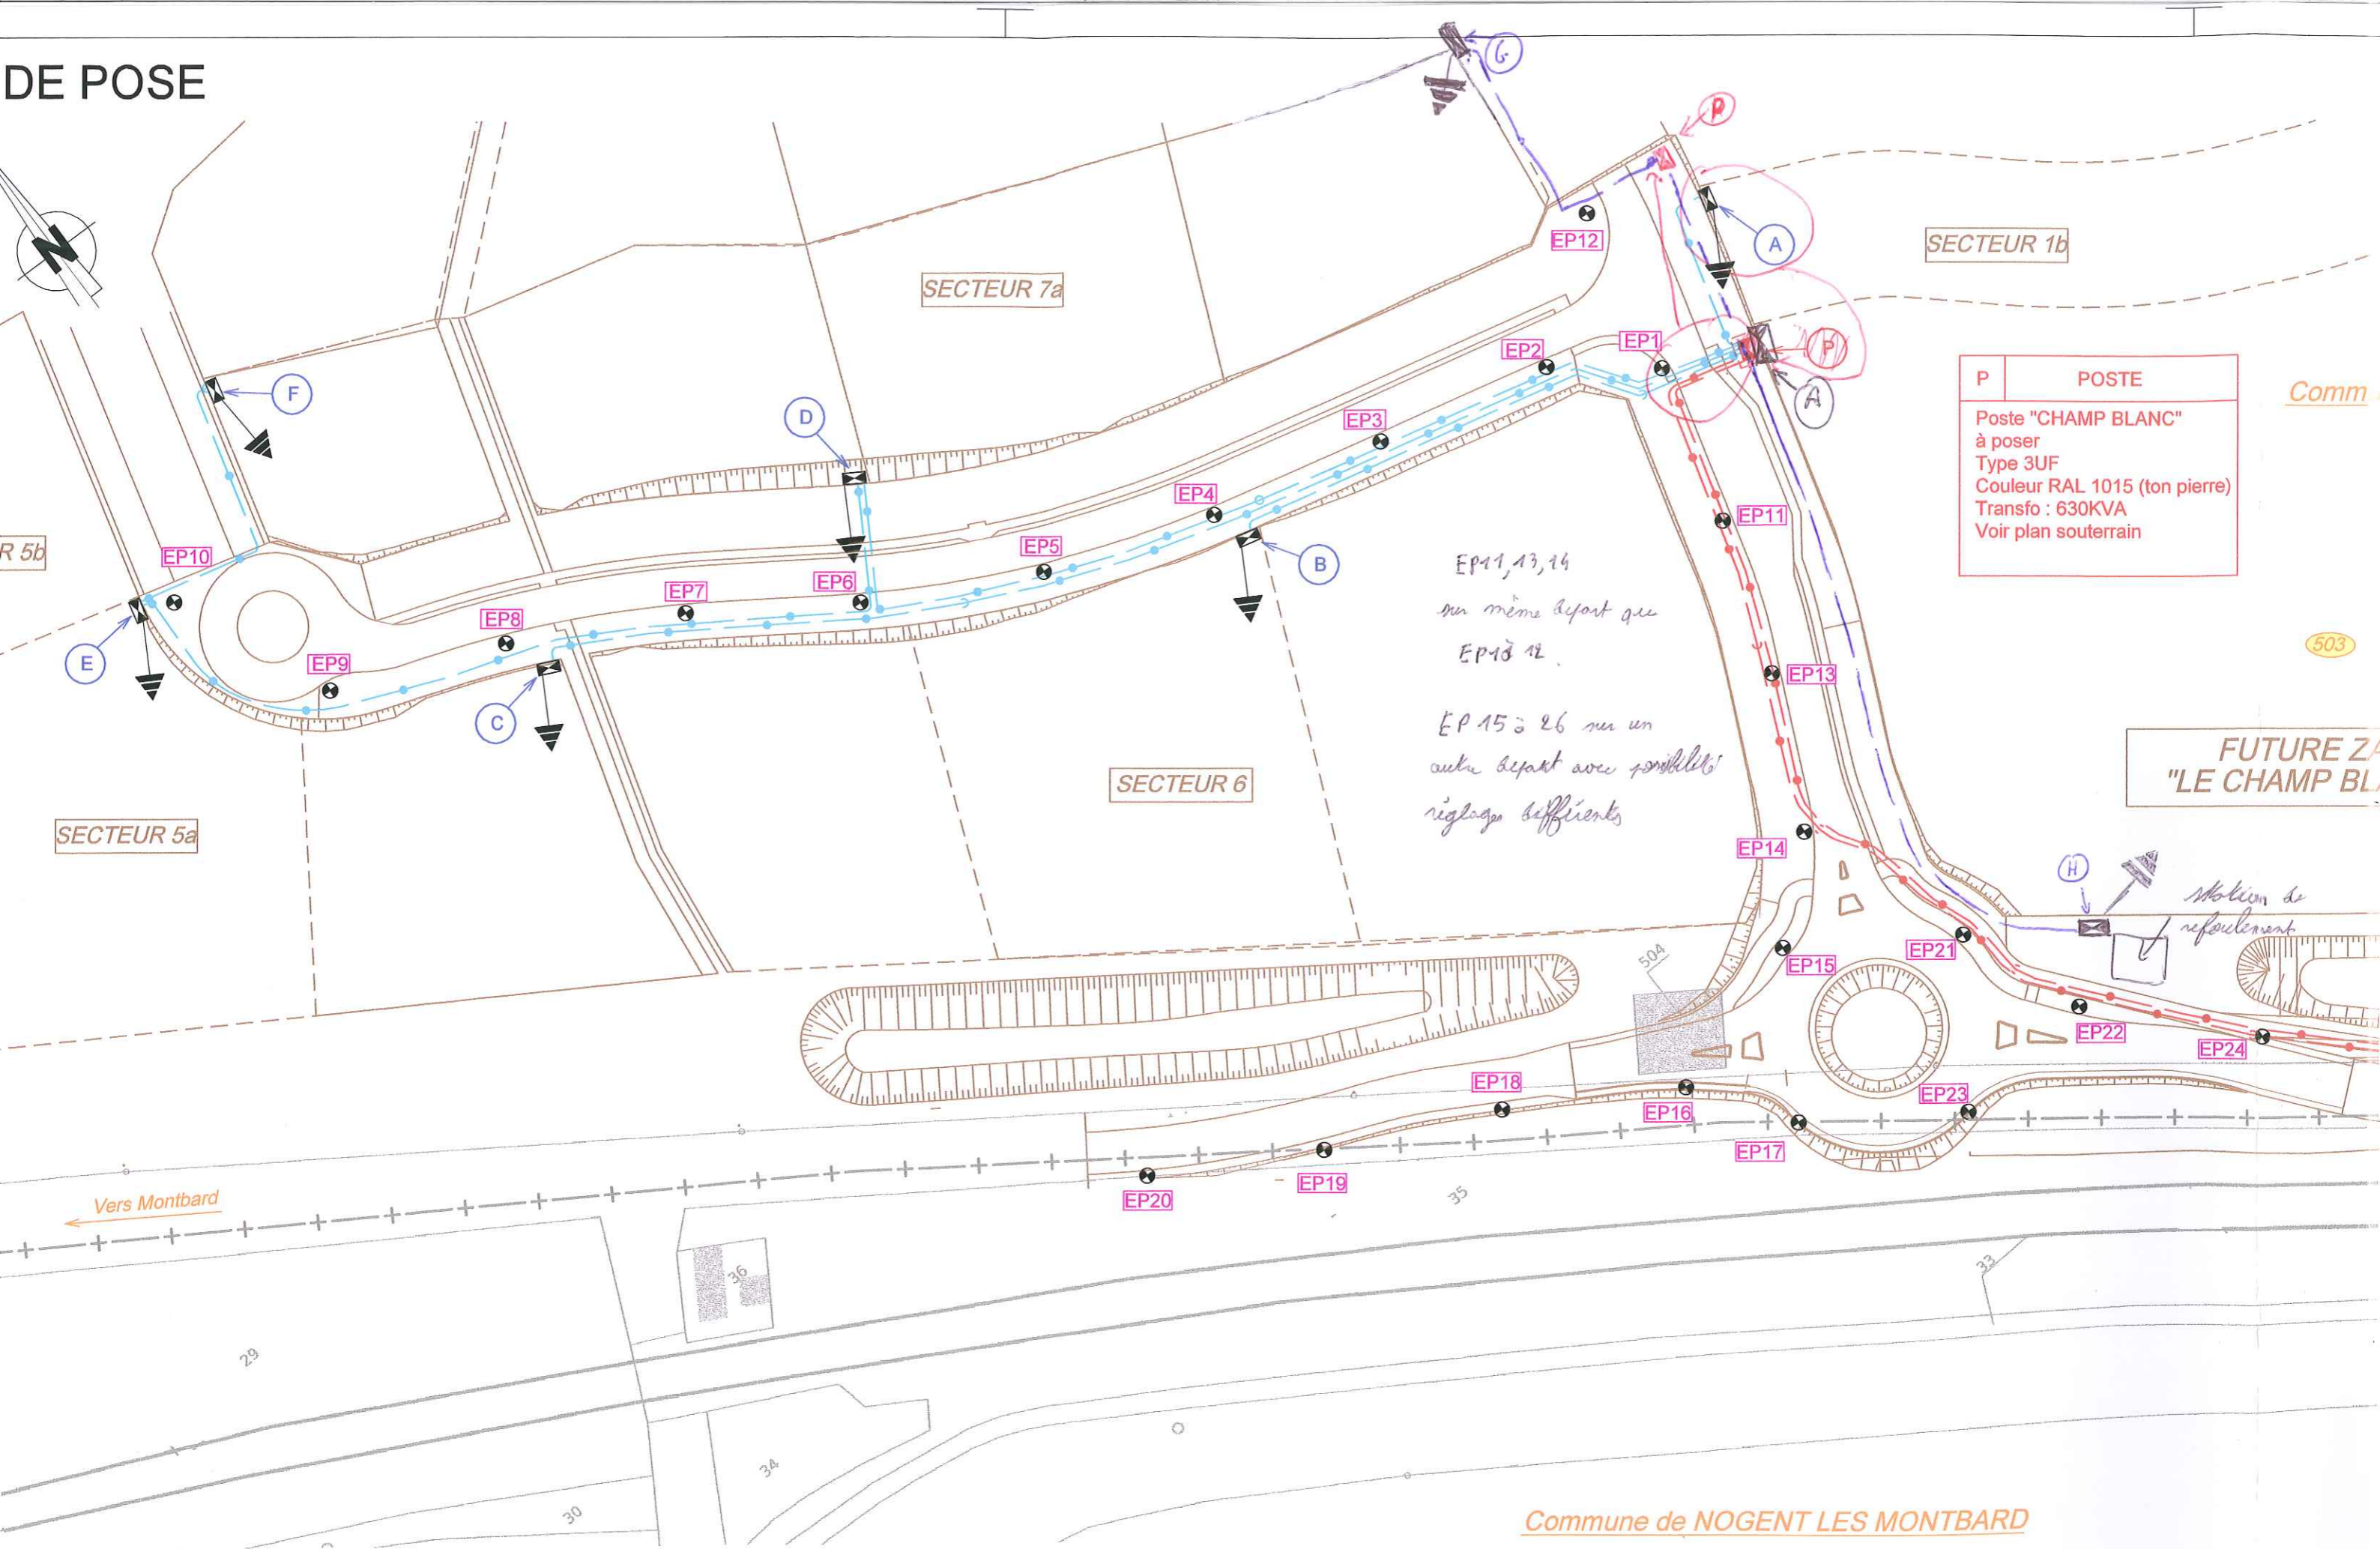 DE POSE
G
P
N
A
SECTEUR 1b
EP12
SECTEUR 7a
EP2
EP1
P
A
P POSTE
Poste "CHAMP BLANC"
à poser
Type 3UF
Couleur RAL 1015 (ton pierre)
Transfo : 630KVA
Voir plan souterrain
Comm
F
D
EP3
EP4
EP11
R 5b
EP10
EP5
EP6
B
EP7
EP8
EP9
E
C
EP11, 13, 14
sur même départ que
EP1à 12.
EP13
503
EP 15 à 26 sur un
autre départ avec possibilité
réglages différents
FUTURE ZA
"LE CHAMP BLA
SECTEUR 6
SECTEUR 5a
EP14
H
station de
refoulement
EP21
EP15
504
EP22
EP24
EP18
EP16
EP23
EP17
EP19
EP20
35
Vers Montbard
36
33
29
34
30
Commune de NOGENT LES MONTBARD